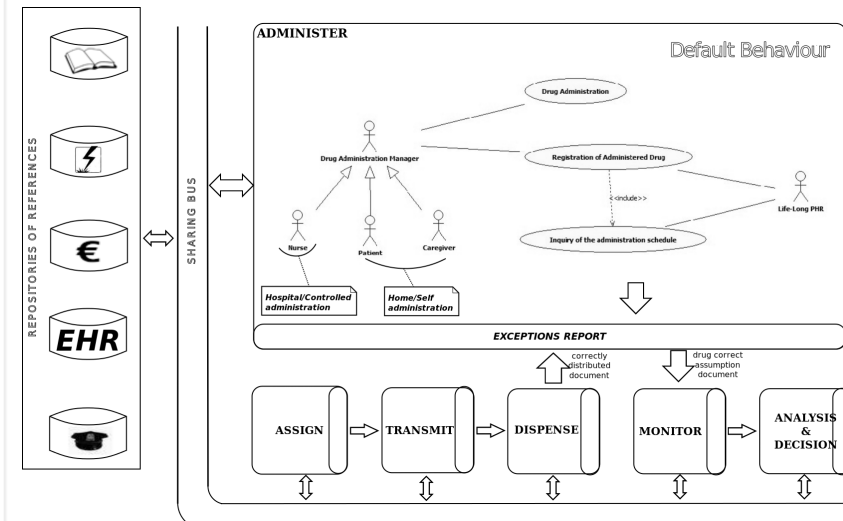 ADMINISTER
Default Behaviour
Drug Administration
Drug Administration Manager
Registration of Administered Drug
<<include>>
Life-Long PHR
Nurse
Patient
Caregiver
Inquiry of the administration schedule
Hospital/Controlled
administration
Home/Self
administration
REPOSITORIES OF REFERENCES
€
EHR
SHARING BUS
EXCEPTIONS REPORT
correctly
distributed
document
drug correct
assumption
document
ASSIGN
TRANSMIT
DISPENSE
MONITOR
ANALYSIS
&
DECISION